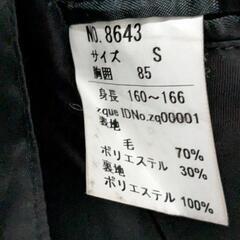 NO. 8643
サイズ S
胸囲 85
身長 160〜166
zque IDNo.zq00001
表地
毛 70%
ポリエステル 30%
裏地
ポリエステル 100%